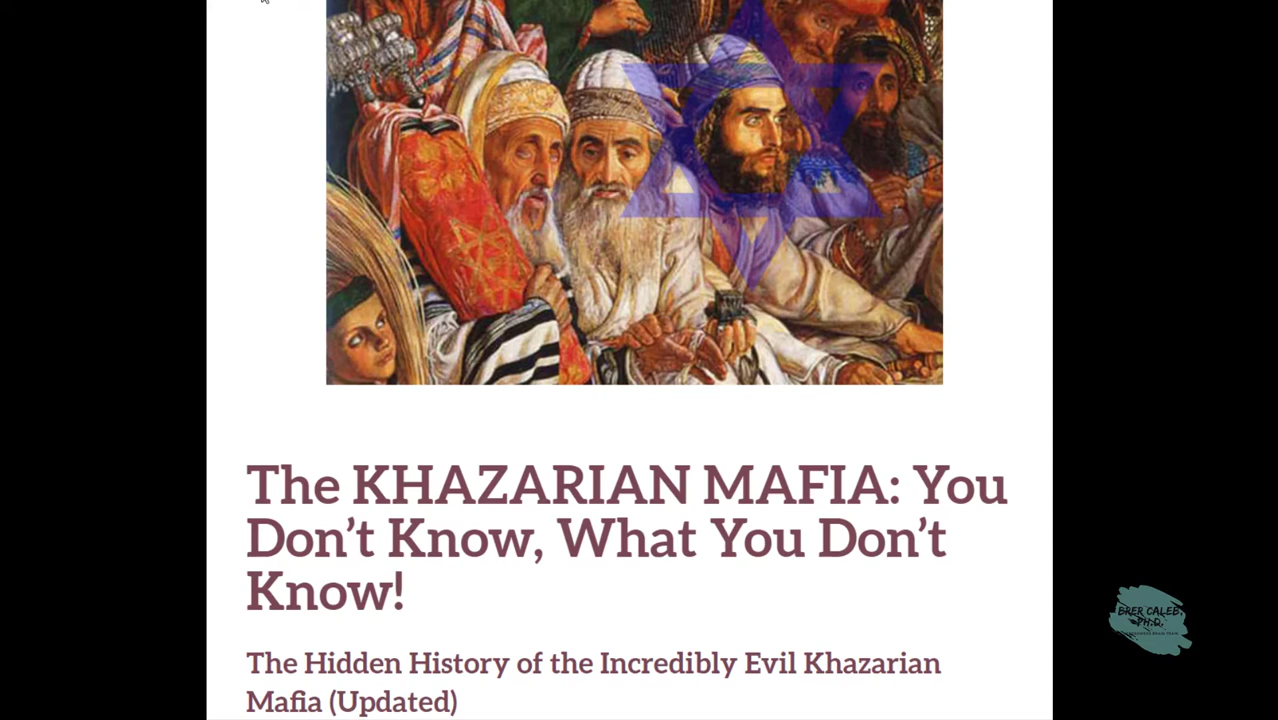 The KHAZARIAN MAFIA: You
Don’t Know, What You Don’t
Know!
The Hidden History of the Incredibly Evil Khazarian
Mafia (Updated)
BRER CALEB,
PH.D.